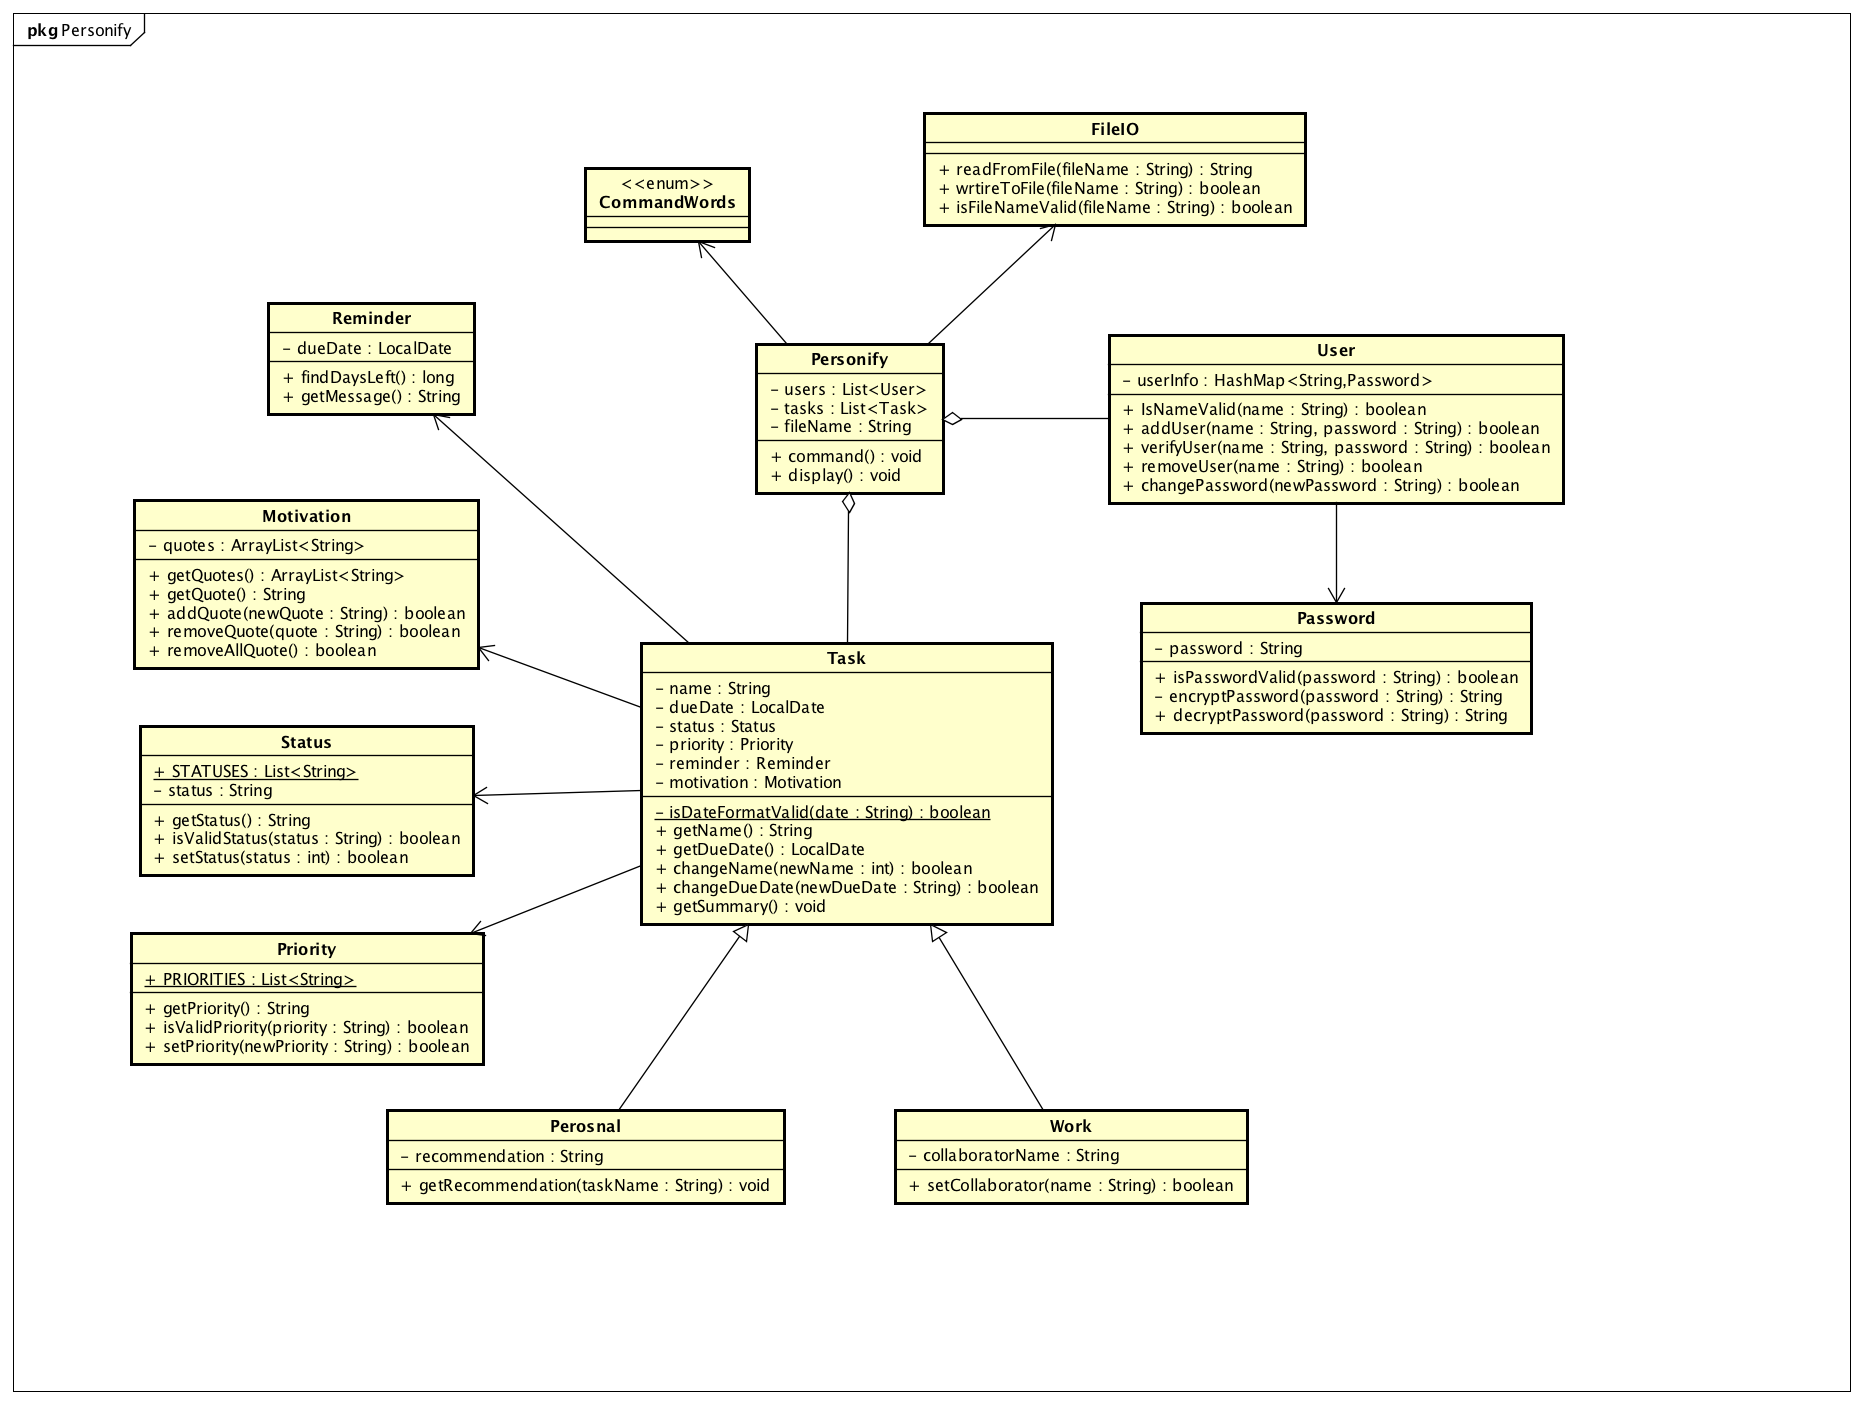 pkg Personify
FileIO
+ readFromFile(fileName : String) : String
+ wrtireToFile(fileName : String) : boolean
+ isFileNameValid(fileName : String) : boolean
<<enum>>
CommandWords
Reminder
- dueDate : LocalDate
+ findDaysLeft() : long
+ getMessage() : String
Personify
- users : List<User>
- tasks : List<Task>
- fileName : String
+ command() : void
+ display() : void
User
- userInfo : HashMap<String,Password>
+ IsNameValid(name : String) : boolean
+ addUser(name : String, password : String) : boolean
+ verifyUser(name : String, password : String) : boolean
+ removeUser(name : String) : boolean
+ changePassword(newPassword : String) : boolean
Motivation
- quotes : ArrayList<String>
+ getQuotes() : ArrayList<String>
+ getQuote() : String
+ addQuote(newQuote : String) : boolean
+ removeQuote(quote : String) : boolean
+ removeAllQuote() : boolean
Password
- password : String
+ isPasswordValid(password : String) : boolean
- encryptPassword(password : String) : String
+ decryptPassword(password : String) : String
Task
- name : String
- dueDate : LocalDate
- status : Status
- priority : Priority
- reminder : Reminder
- motivation : Motivation
- isDateFormatValid(date : String) : boolean
+ getName() : String
+ getDueDate() : LocalDate
+ changeName(newName : int) : boolean
+ changeDueDate(newDueDate : String) : boolean
+ getSummary() : void
Status
+ STATUSES : List<String>
- status : String
+ getStatus() : String
+ isValidStatus(status : String) : boolean
+ setStatus(status : int) : boolean
Priority
+ PRIORITIES : List<String>
+ getPriority() : String
+ isValidPriority(priority : String) : boolean
+ setPriority(newPriority : String) : boolean
Perosnal
- recommendation : String
+ getRecommendation(taskName : String) : void
Work
- collaboratorName : String
+ setCollaborator(name : String) : boolean